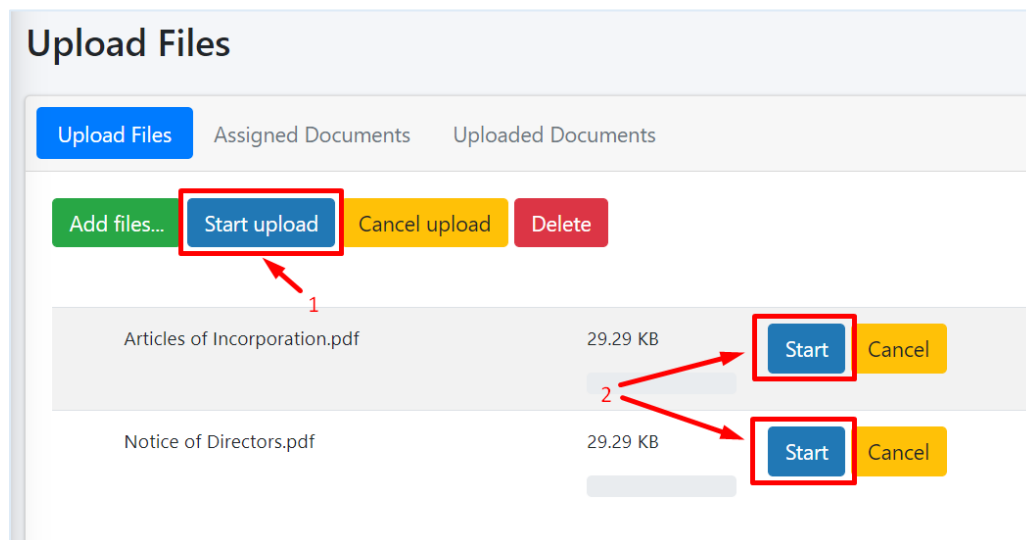 Upload Files
Upload Files Assigned Documents Uploaded Documents
Add files... Start upload Cancel upload Delete
1
Articles of Incorporation.pdf 29.29 KB Start Cancel
2
Notice of Directors.pdf 29.29 KB Start Cancel